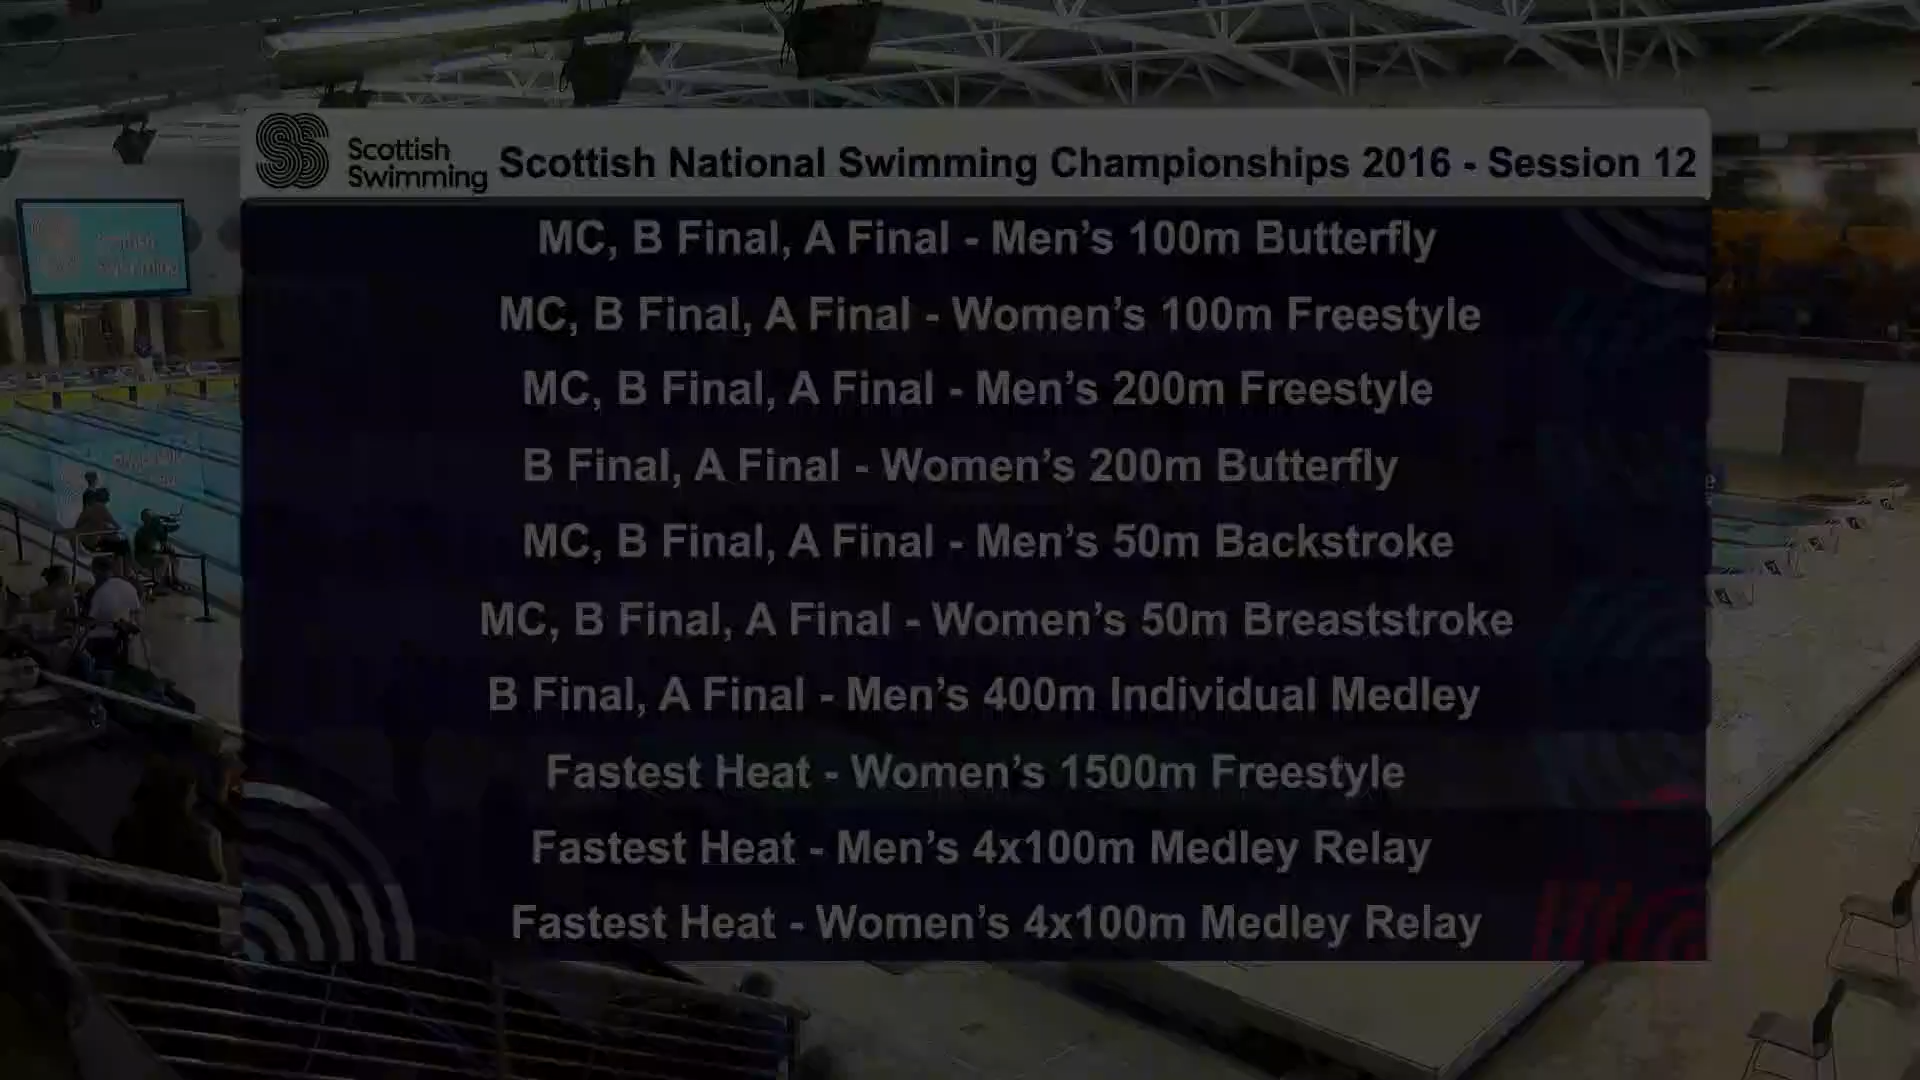 Scottish
Swimming
Scottish National Swimming Championships 2016 - Session 12
MC, B Final, A Final - Men’s 100m Butterfly
MC, B Final, A Final - Women’s 100m Freestyle
MC, B Final, A Final - Men’s 200m Freestyle
B Final, A Final - Women’s 200m Butterfly
MC, B Final, A Final - Men’s 50m Backstroke
MC, B Final, A Final - Women’s 50m Breaststroke
B Final, A Final - Men’s 400m Individual Medley
Fastest Heat - Women’s 1500m Freestyle
Fastest Heat - Men’s 4x100m Medley Relay
Fastest Heat - Women’s 4x100m Medley Relay
Scottish
Swimming